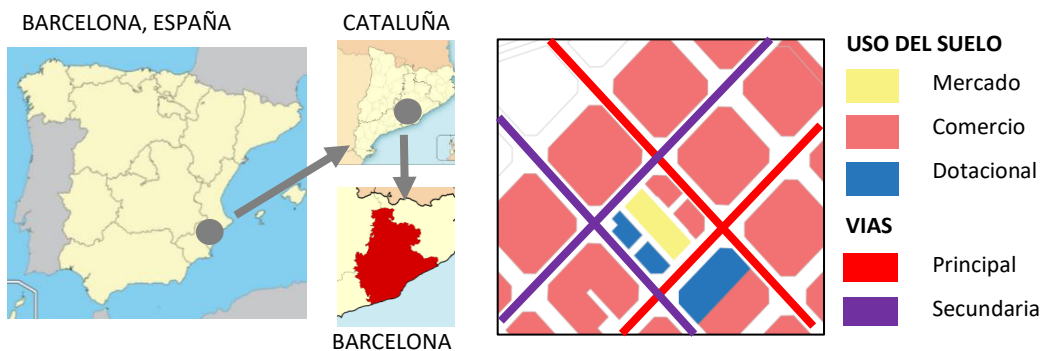 BARCELONA, ESPAÑA
CATALUÑA
BARCELONA
USO DEL SUELO
Mercado
Comercio
Dotacional
VIAS
Principal
Secundaria